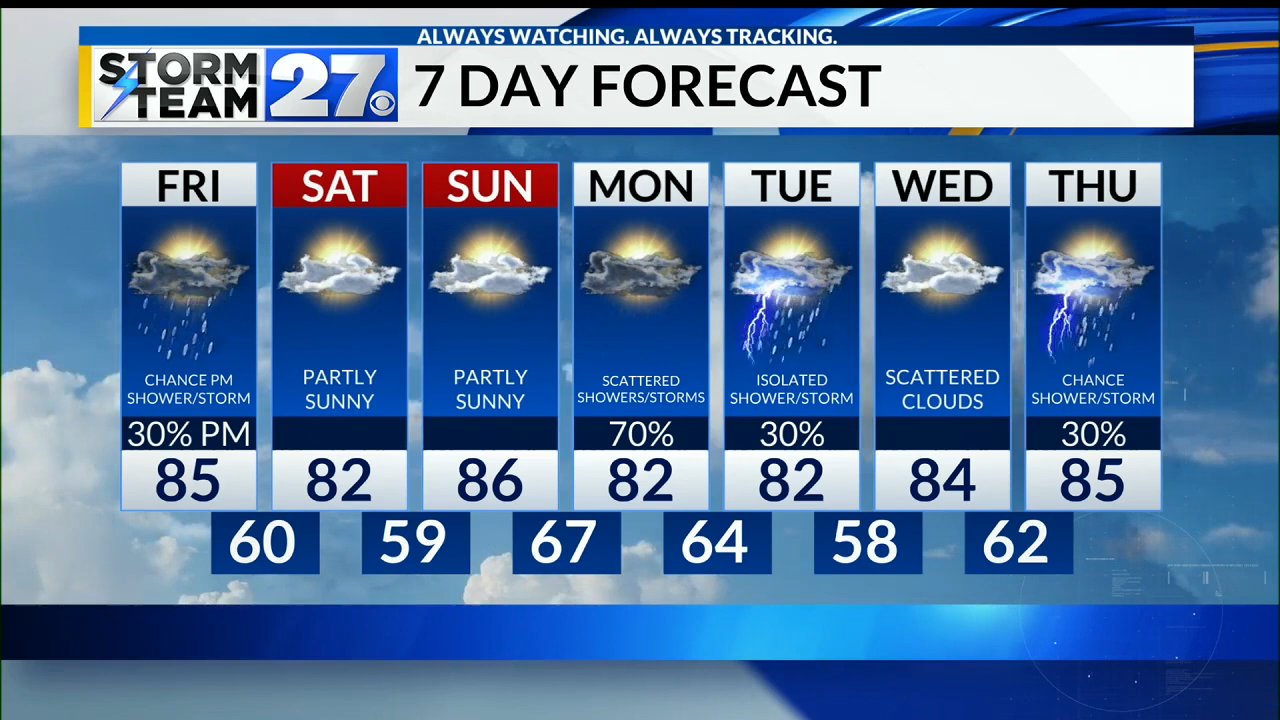 ALWAYS WATCHING. ALWAYS TRACKING.
STORM
TEAM
27
7 DAY FORECAST
FRI
SAT
SUN
MON
TUE
WED
THU
CHANCE PM
SHOWER/STORM
PARTLY
SUNNY
PARTLY
SUNNY
SCATTERED
SHOWERS/STORMS
ISOLATED
SHOWER/STORM
SCATTERED
CLOUDS
CHANCE
SHOWER/STORM
30% PM
70%
30%
30%
85
82
86
82
82
84
85
60
59
67
64
58
62